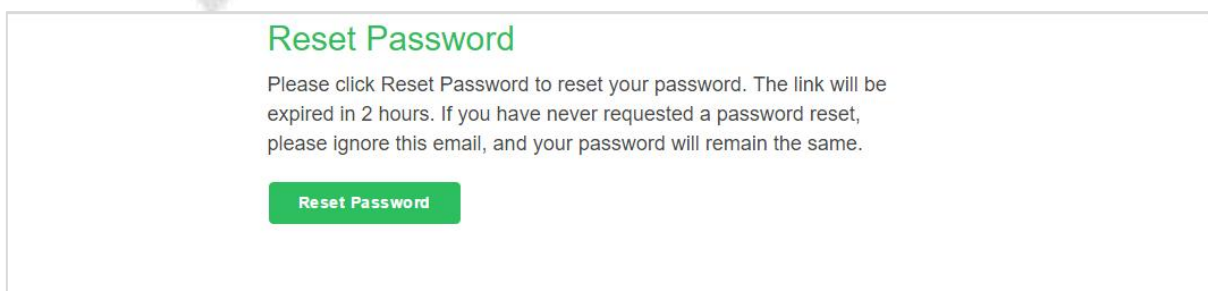 Reset Password
Please click Reset Password to reset your password. The link will be
expired in 2 hours. If you have never requested a password reset,
please ignore this email, and your password will remain the same.
Reset Password